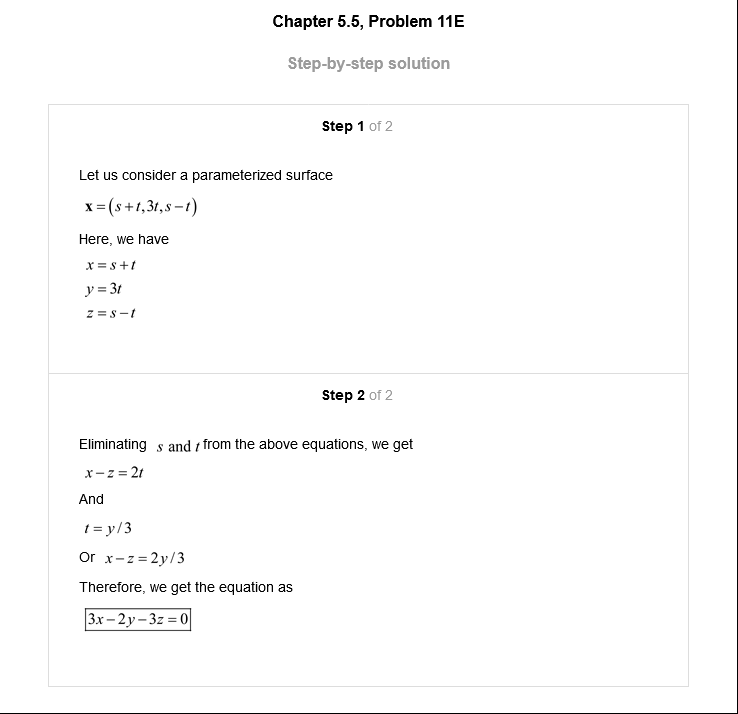 Chapter 5.5, Problem 11E
Step-by-step solution
Step 1 of 2
Let us consider a parameterized surface
x = (s + t, 3t, s − t)
Here, we have
x = s + t
y = 3t
z = s − t
Step 2 of 2
Eliminating s and t from the above equations, we get
x − z = 2t
And
t = y / 3
Or x − z = 2y / 3
Therefore, we get the equation as
3x − 2y − 3z = 0